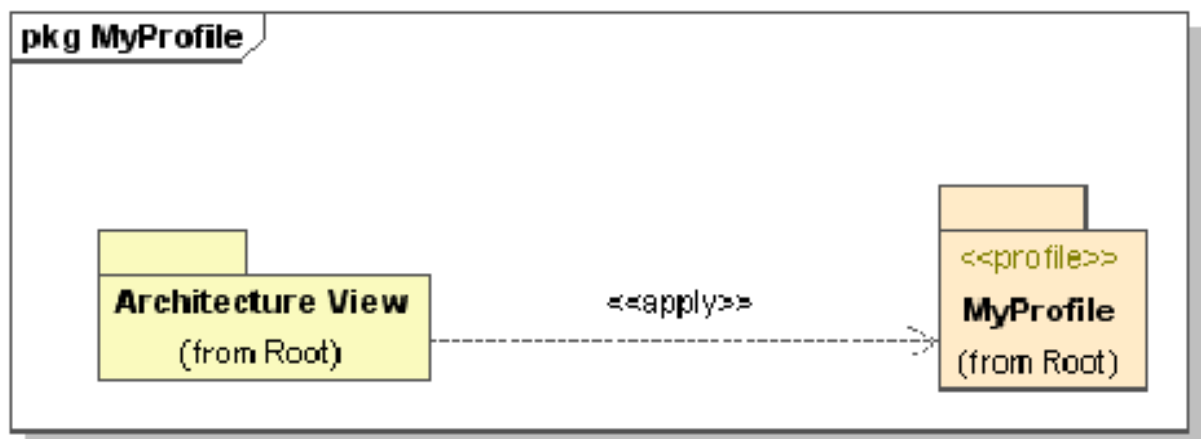 pkg MyProfile
Architecture View
(from Root)
<<apply>>
<<profile>>
MyProfile
(from Root)